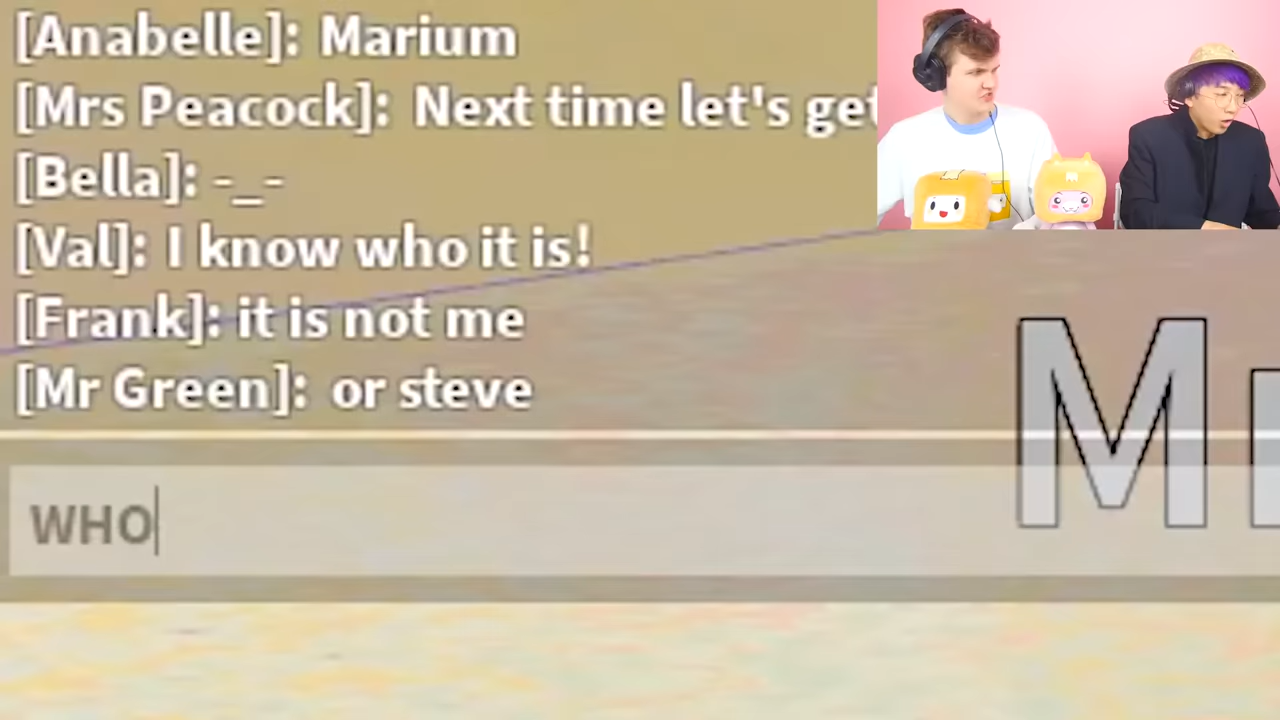 [Anabelle]: Marium
[Mrs Peacock]: Next time let's get
[Bella]: -_-
[Val]: I know who it is!
[Frank]: it is not me
[Mr Green]: or steve
M
WHO